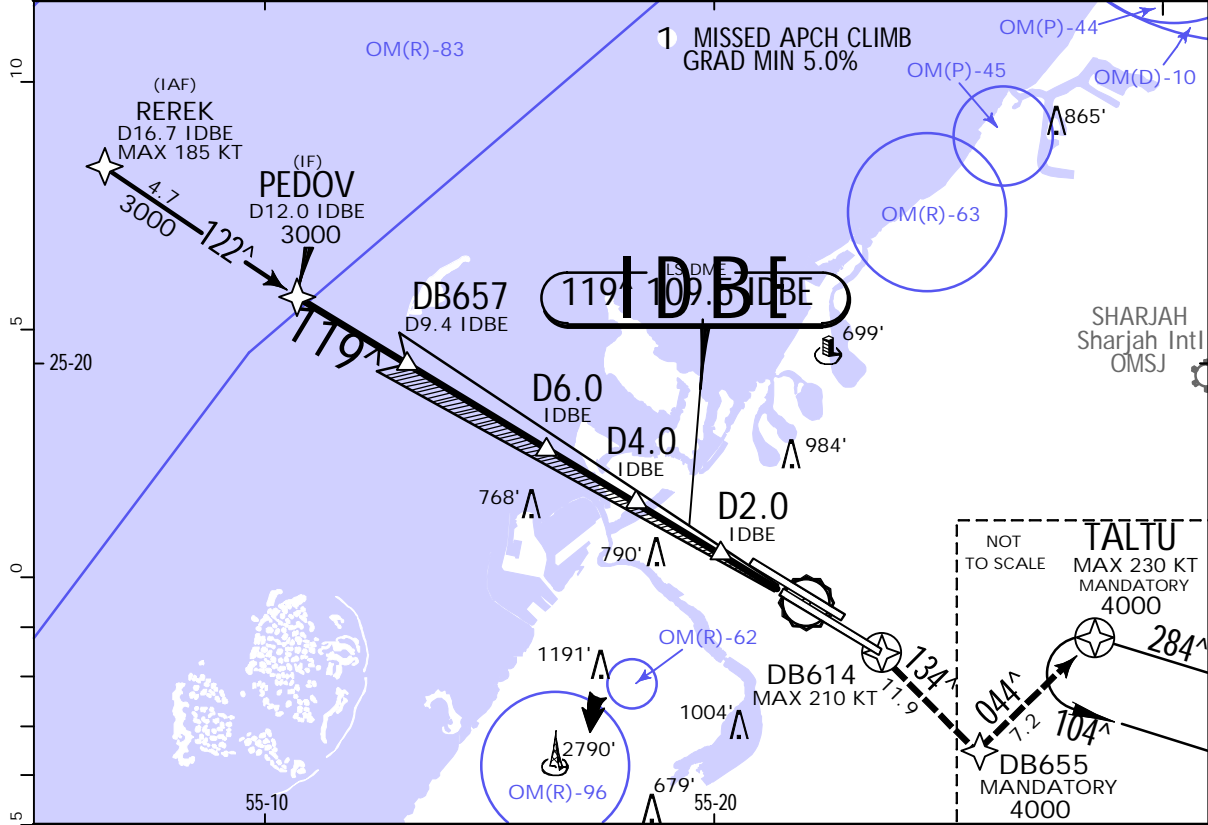 OM(R)-83
1 MISSED APCH CLIMB
GRAD MIN 5.0%
OM(P)-44
OM(D)-10
OM(P)-45
865'
10
(IAF)
REREK
D16.7 IDBE
MAX 185 KT
4.7
3000
122^
(IF)
PEDOV
D12.0 IDBE
3000
OM(R)-63
DB657
D9.4 IDBE
119^
119^ 109.5 IDBE
699'
SHARJAH
Sharjah Intl
OMSJ
5
25-20
D6.0
IDBE
D4.0
IDBE
984'
768'
D2.0
IDBE
790'
NOT
TO SCALE
TALTU
MAX 230 KT
MANDATORY
4000
0
284^
OM(R)-62
1191'
DB614
MAX 210 KT
134^
11.9
044^
7.2
104^
1004'
2790'
OM(R)-96
679'
DB655
MANDATORY
4000
55-10
55-20
5